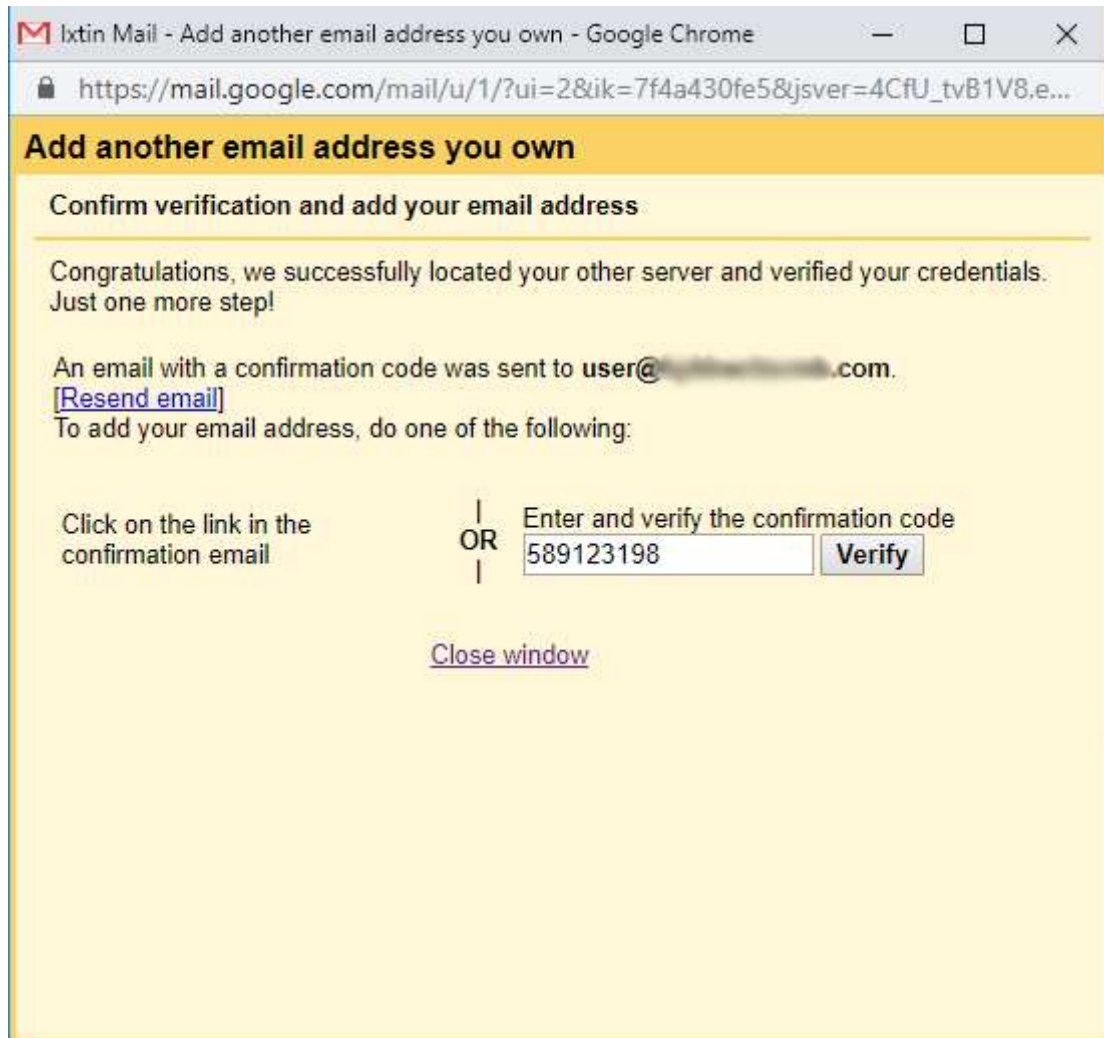 Ixtin Mail - Add another email address you own - Google Chrome
https://mail.google.com/mail/u/1/?ui=2&ik=7f4a430fe5&jsver=4CfU_tvB1V8.e...
Add another email address you own
Confirm verification and add your email address
Congratulations, we successfully located your other server and verified your credentials.
Just one more step!
An email with a confirmation code was sent to user@ .com.
[Resend email]
To add your email address, do one of the following:
Click on the link in the
confirmation email
|
OR
|
Enter and verify the confirmation code
589123198 Verify
Close window